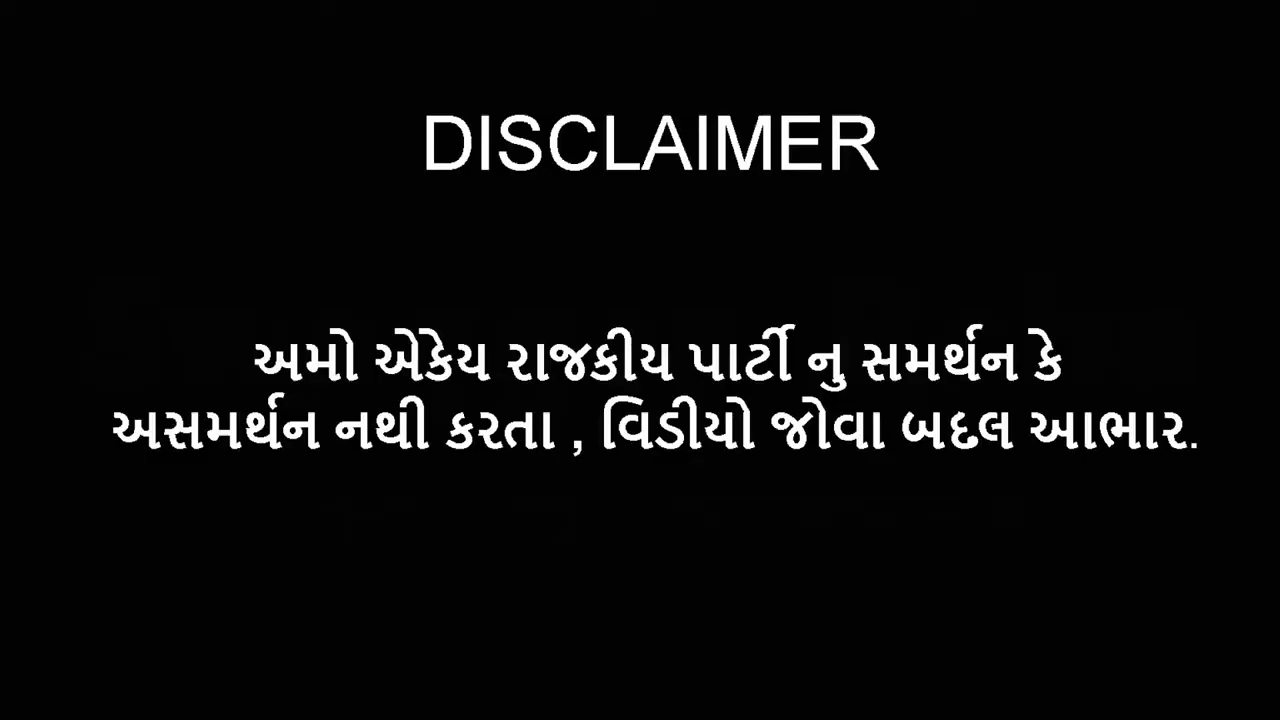 DISCLAIMER
અમો એકેય રાજકીય પાર્ટી નુ સમર્થન કે
અસમર્થન નથી કરતા , વિડીયો જોવા બદલ આભાર.